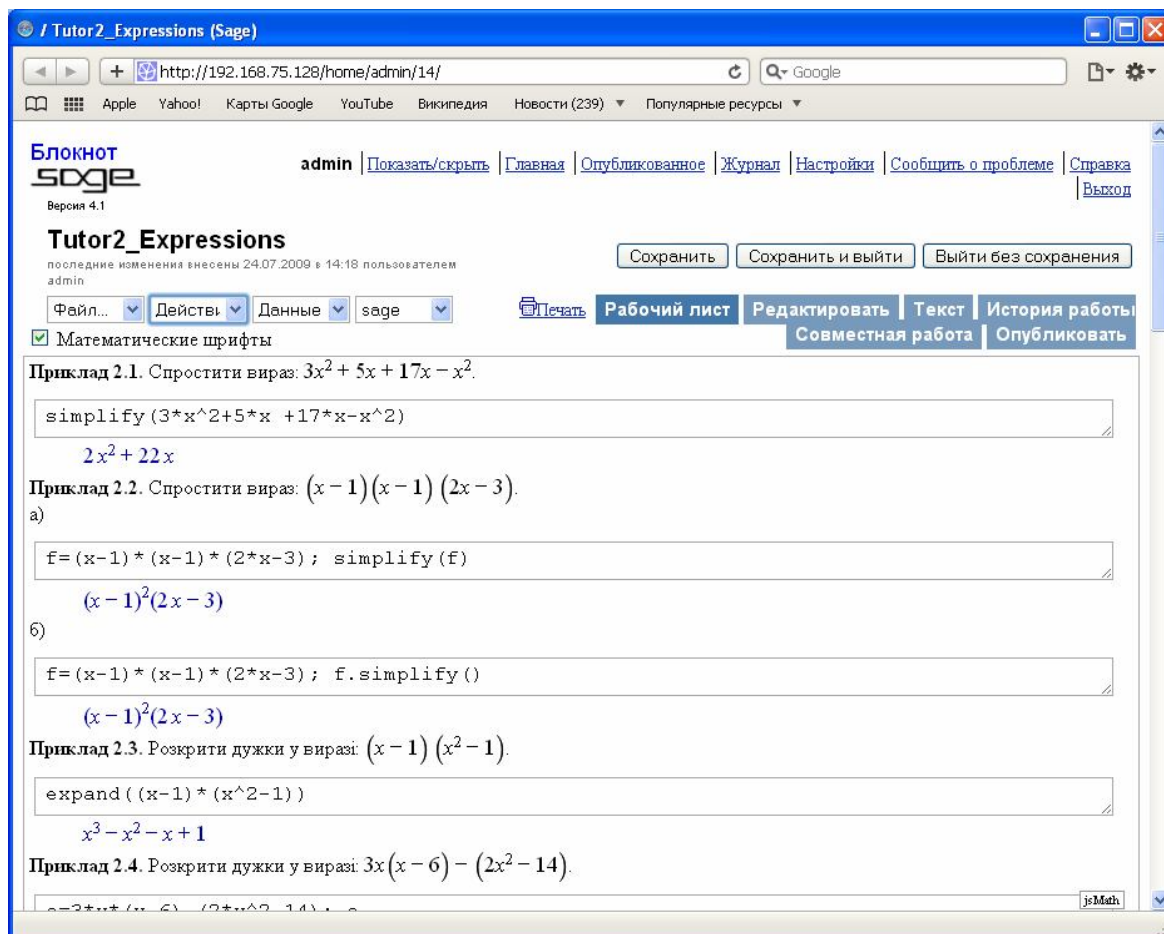 / Tutor2_Expressions (Sage)
http://192.168.75.128/home/admin/14/
Google
Apple Yahoo! Карты Google YouTube Википедия Новости (239) Популярные ресурсы
Блокнот
sage
Версия 4.1
admin | Показать/скрыть | Главная | Опубликованное | Журнал | Настройки | Сообщить о проблеме | Справка
| Выход
Tutor2_Expressions
последние изменения внесены 24.07.2009 в 14:18 пользователем
admin
Сохранить Сохранить и выйти Выйти без сохранения
Файл... Действи Данные sage
Печать Рабочий лист Редактировать Текст История работы
Совместная работа Опубликовать
Математические шрифты
Приклад 2.1. Спростити вираз: 3x² + 5x + 17x − x².
simplify(3*x^2+5*x +17*x-x^2)
2x² + 22x
Приклад 2.2. Спростити вираз: (x − 1)(x − 1) (2x − 3).
а)
f=(x-1)*(x-1)*(2*x-3); simplify(f)
(x − 1)²(2x − 3)
б)
f=(x-1)*(x-1)*(2*x-3); f.simplify()
(x − 1)²(2x − 3)
Приклад 2.3. Розкрити дужки у виразі: (x − 1) (x² − 1).
expand((x-1)*(x^2-1))
x³ − x² − x + 1
Приклад 2.4. Розкрити дужки у виразі: 3x(x − 6) − (2x² − 14).
jsMath